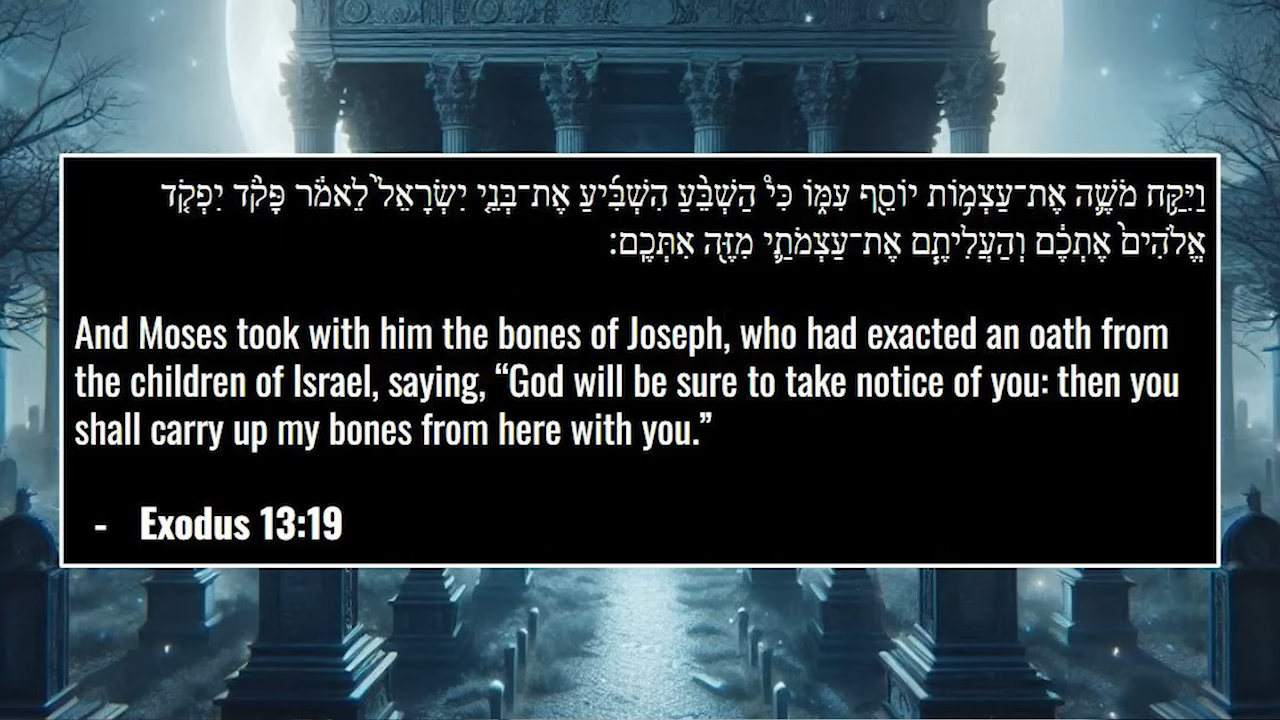 וַיִּקַּ֥ח מֹשֶׁ֛ה אֶת־עַצְמ֥וֹת יוֹסֵ֖ף עִמּ֑וֹ כִּי֩ הַשְׁבֵּ֨עַ הִשְׁבִּ֜יעַ אֶת־בְּנֵ֤י יִשְׂרָאֵל֙ לֵאמֹ֔ר פָּקֹ֨ד יִפְקֹ֤ד
אֱלֹהִים֙ אֶתְכֶ֔ם וְהַעֲלִיתֶ֧ם אֶת־עַצְמֹתַ֛י מִזֶּ֖ה אִתְּכֶֽם׃
And Moses took with him the bones of Joseph, who had exacted an oath from
the children of Israel, saying, “God will be sure to take notice of you: then you
shall carry up my bones from here with you.”
- Exodus 13:19